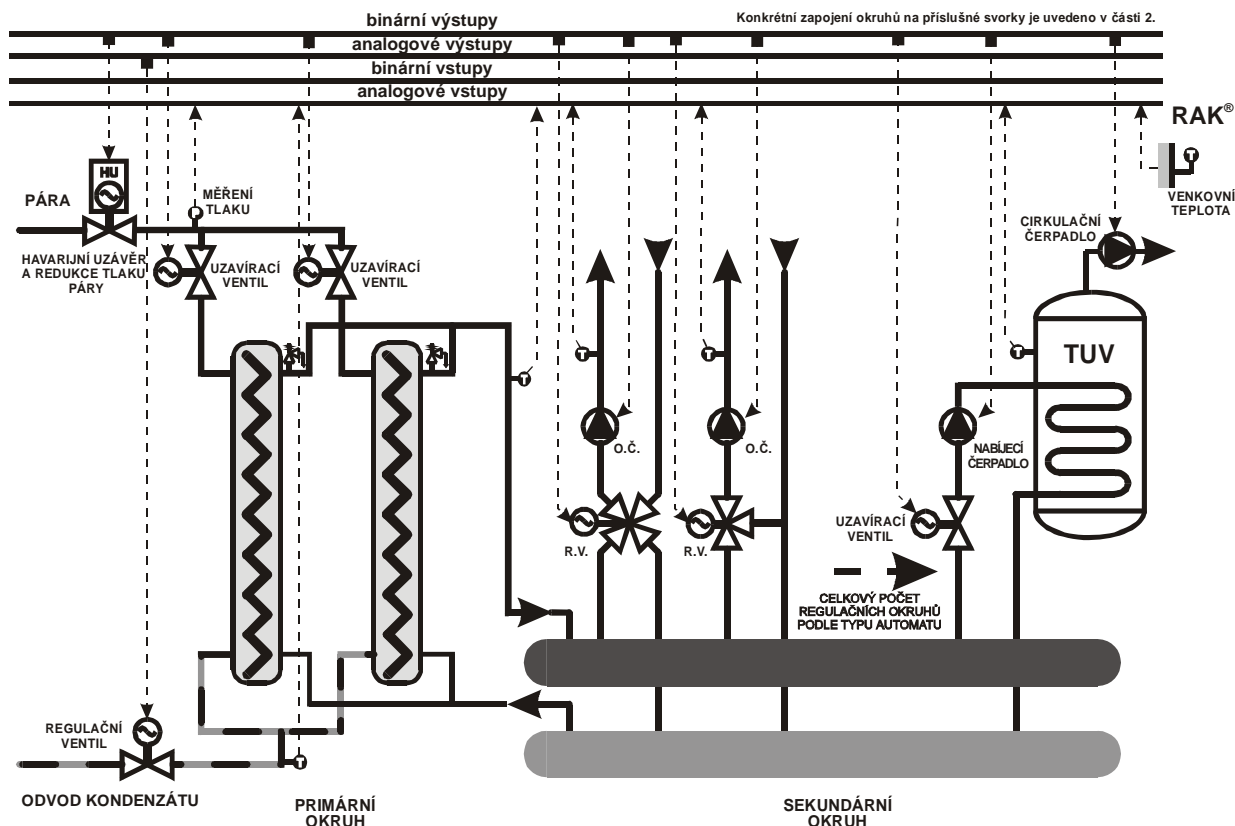 binární výstupy
Konkrétní zapojení okruhů na příslušné svorky je uvedeno v části 2.
analogové výstupy
binární vstupy
analogové vstupy
RAK®
HU
PÁRA
MĚŘENÍ
TLAKU
T
VENKOVNÍ
TEPLOTA
CIRKULAČNÍ
ČERPADLO
HAVARIJNÍ UZÁVĚR
A REDUKCE TLAKU
PÁRY
UZAVÍRACÍ
VENTIL
UZAVÍRACÍ
VENTIL
T
T
T
T
TUV
O.Č.
O.Č.
NABÍJECÍ
ČERPADLO
R.V.
R.V.
UZAVÍRACÍ
VENTIL
CELKOVÝ POČET
REGULAČNÍCH OKRUHŮ
PODLE TYPU AUTOMATU
REGULAČNÍ
VENTIL
T
ODVOD KONDENZÁTU
PRIMÁRNÍ
OKRUH
SEKUNDÁRNÍ
OKRUH